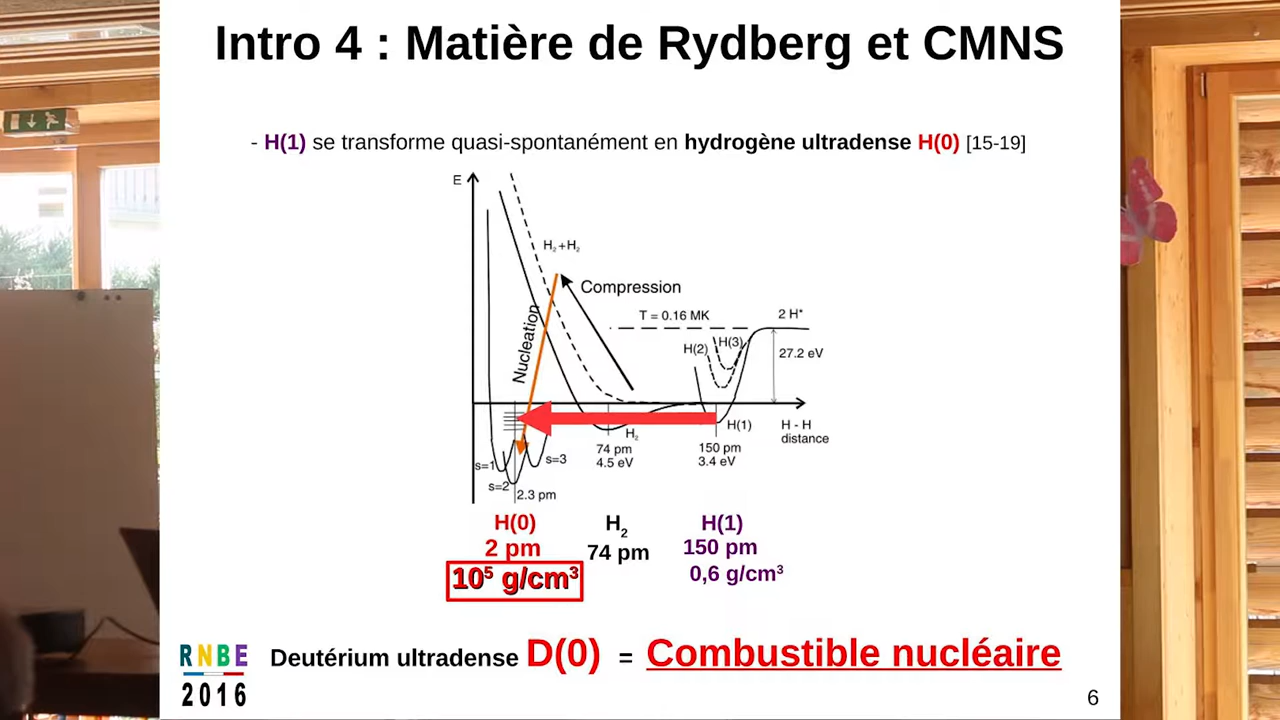 Intro 4 : Matière de Rydberg et CMNS
- H(1) se transforme quasi-spontanément en hydrogène ultradense H(0) [15-19]
E
H₂+H₂
Compression
Nucleation
T = 0.16 MK
2 H*
H(2)
H(3)
27.2 eV
H(1)
H - H
distance
H₂
74 pm
4.5 eV
150 pm
3.4 eV
s=1
s=2
s=3
2.3 pm
H(0)
2 pm
10⁵ g/cm³
H₂
74 pm
H(1)
150 pm
0,6 g/cm³
RNBE
2016
Deutérium ultradense D(0) = Combustible nucléaire
6